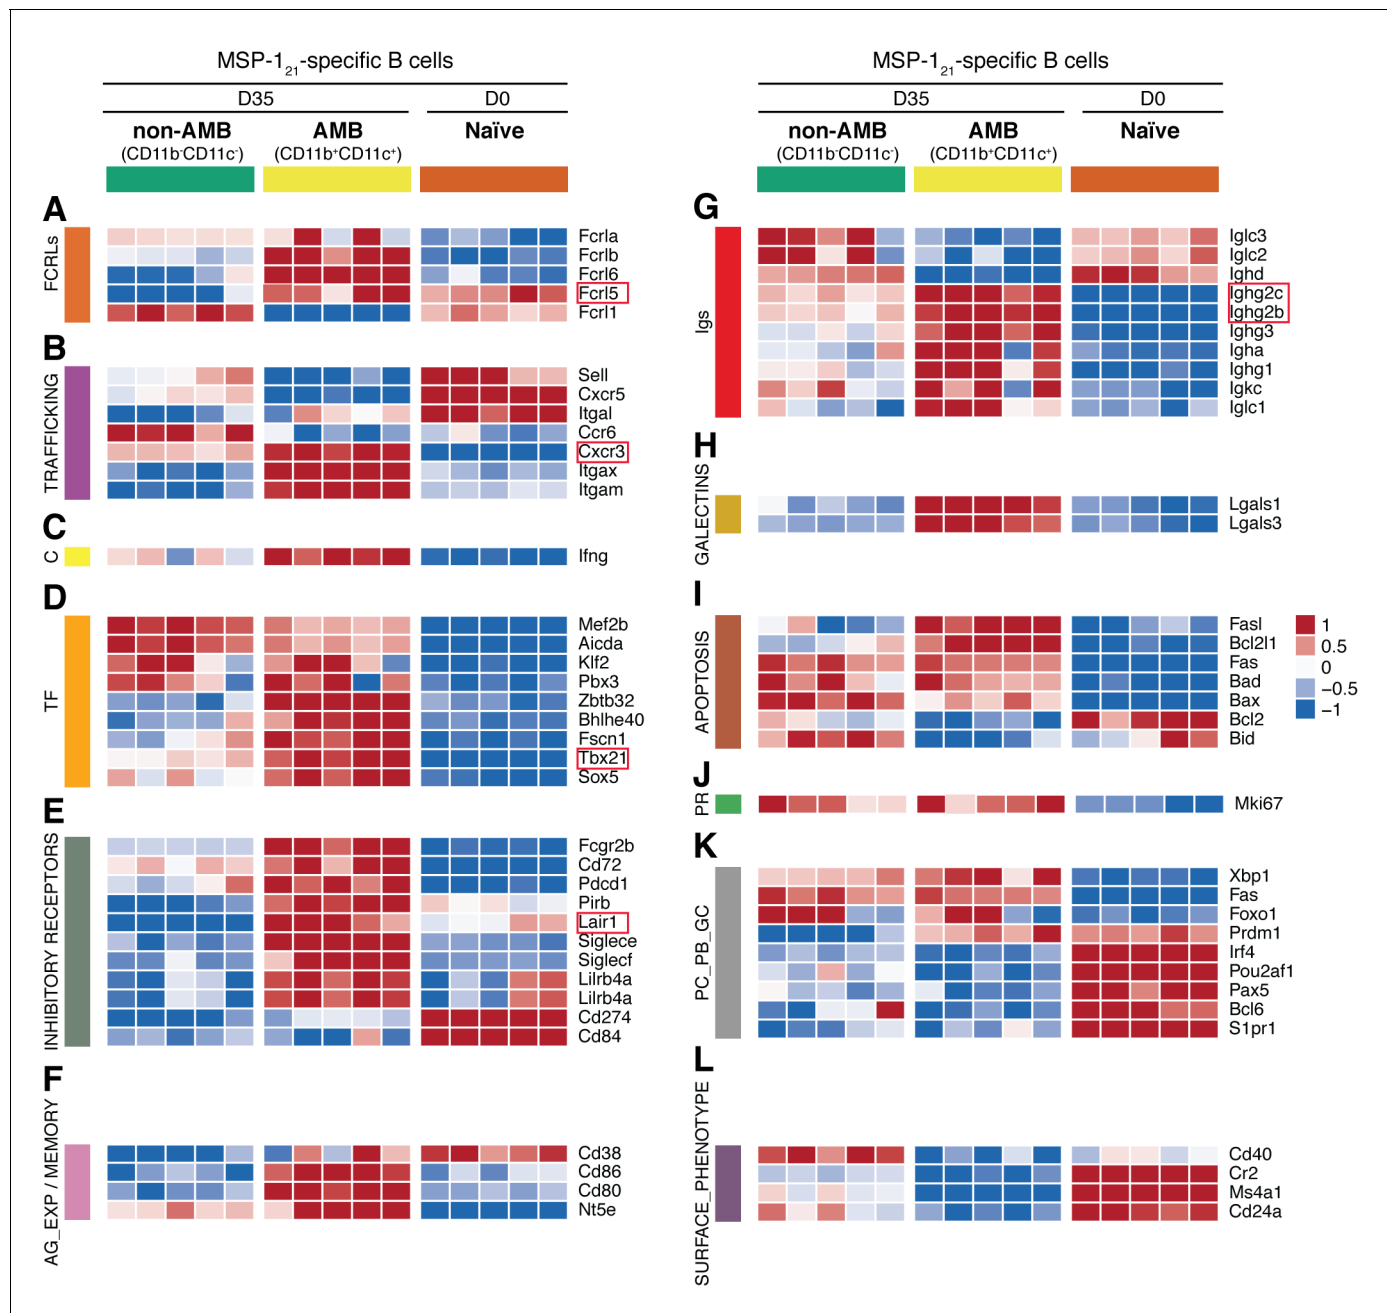 MSP-1₂₁-specific B cells
D35
D0
non-AMB
(CD11b⁻CD11c⁻)
AMB
(CD11b⁺CD11c⁺)
Naïve
A
FCRLs
Fcrla
Fcrlb
Fcrl6
Fcrl5
Fcrl1
B
TRAFFICKING
Sell
Cxcr5
Itgal
Ccr6
Cxcr3
Itgax
Itgam
C
C
Ifng
D
TF
Mef2b
Aicda
Klf2
Pbx3
Zbtb32
Bhlhe40
Fscn1
Tbx21
Sox5
E
INHIBITORY RECEPTORS
Fcgr2b
Cd72
Pdcd1
Pirb
Lair1
Siglece
Siglecf
Lilrb4a
Lilrb4a
Cd274
Cd84
F
AG_EXP / MEMORY
Cd38
Cd86
Cd80
Nt5e
MSP-1₂₁-specific B cells
D35
D0
non-AMB
(CD11b⁻CD11c⁻)
AMB
(CD11b⁺CD11c⁺)
Naïve
G
Igs
Iglc3
Iglc2
Ighd
Ighg2c
Ighg2b
Ighg3
Igha
Ighg1
Igkc
Iglc1
H
GALECTINS
Lgals1
Lgals3
I
APOPTOSIS
Fasl
Bcl2l1
Fas
Bad
Bax
Bcl2
Bid
1
0.5
0
−0.5
−1
J
PR
Mki67
K
PC_PB_GC
Xbp1
Fas
Foxo1
Prdm1
Irf4
Pou2af1
Pax5
Bcl6
S1pr1
L
SURFACE_PHENOTYPE
Cd40
Cr2
Ms4a1
Cd24a